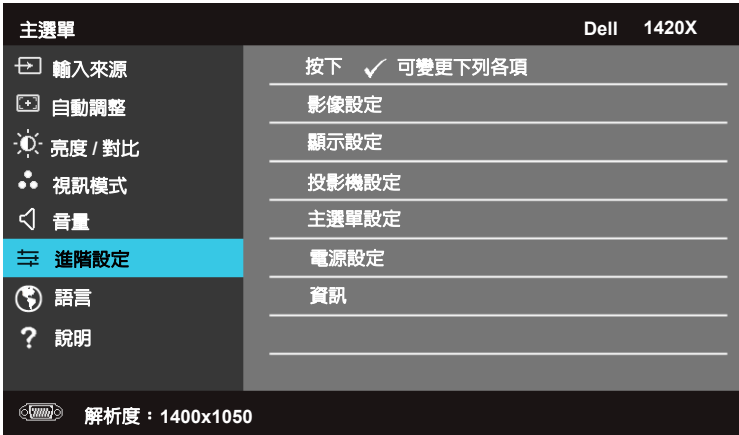 主選單
Dell 1420X
輸入來源
自動調整
亮度 / 對比
視訊模式
音量
進階設定
語言
? 說明
按下 ✓ 可變更下列各項
影像設定
顯示設定
投影機設定
主選單設定
電源設定
資訊
解析度：1400x1050